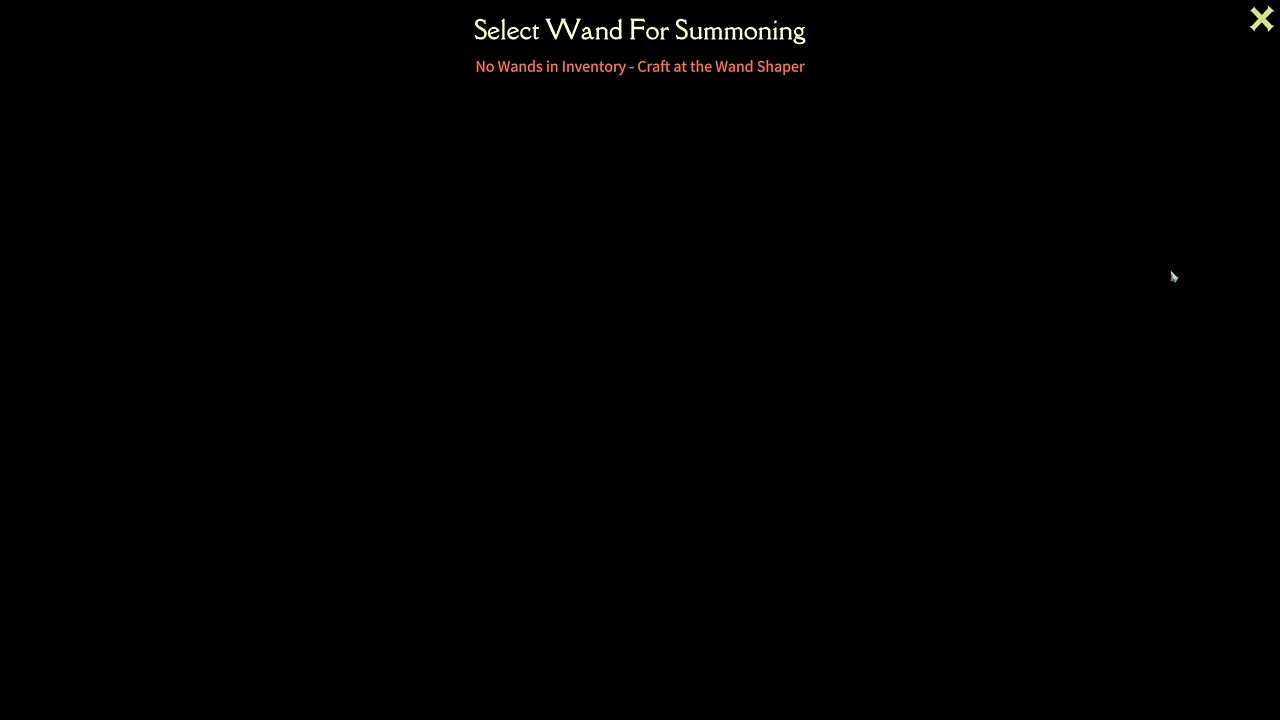 Select Wand For Summoning
No Wands in Inventory - Craft at the Wand Shaper